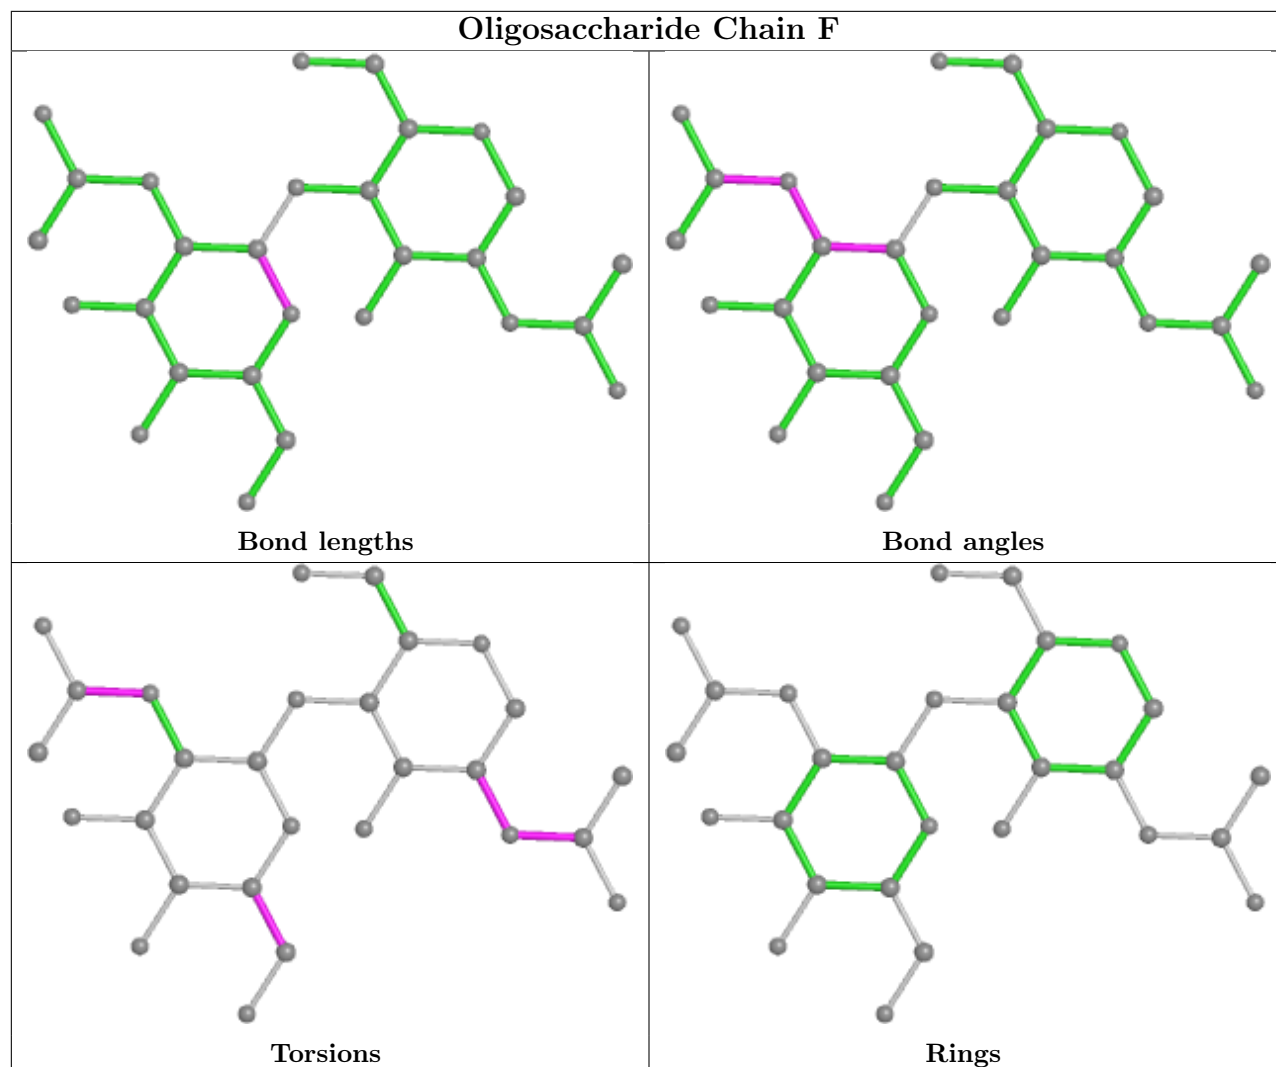 Oligosaccharide Chain F
Bond lengths
Bond angles
Torsions
Rings